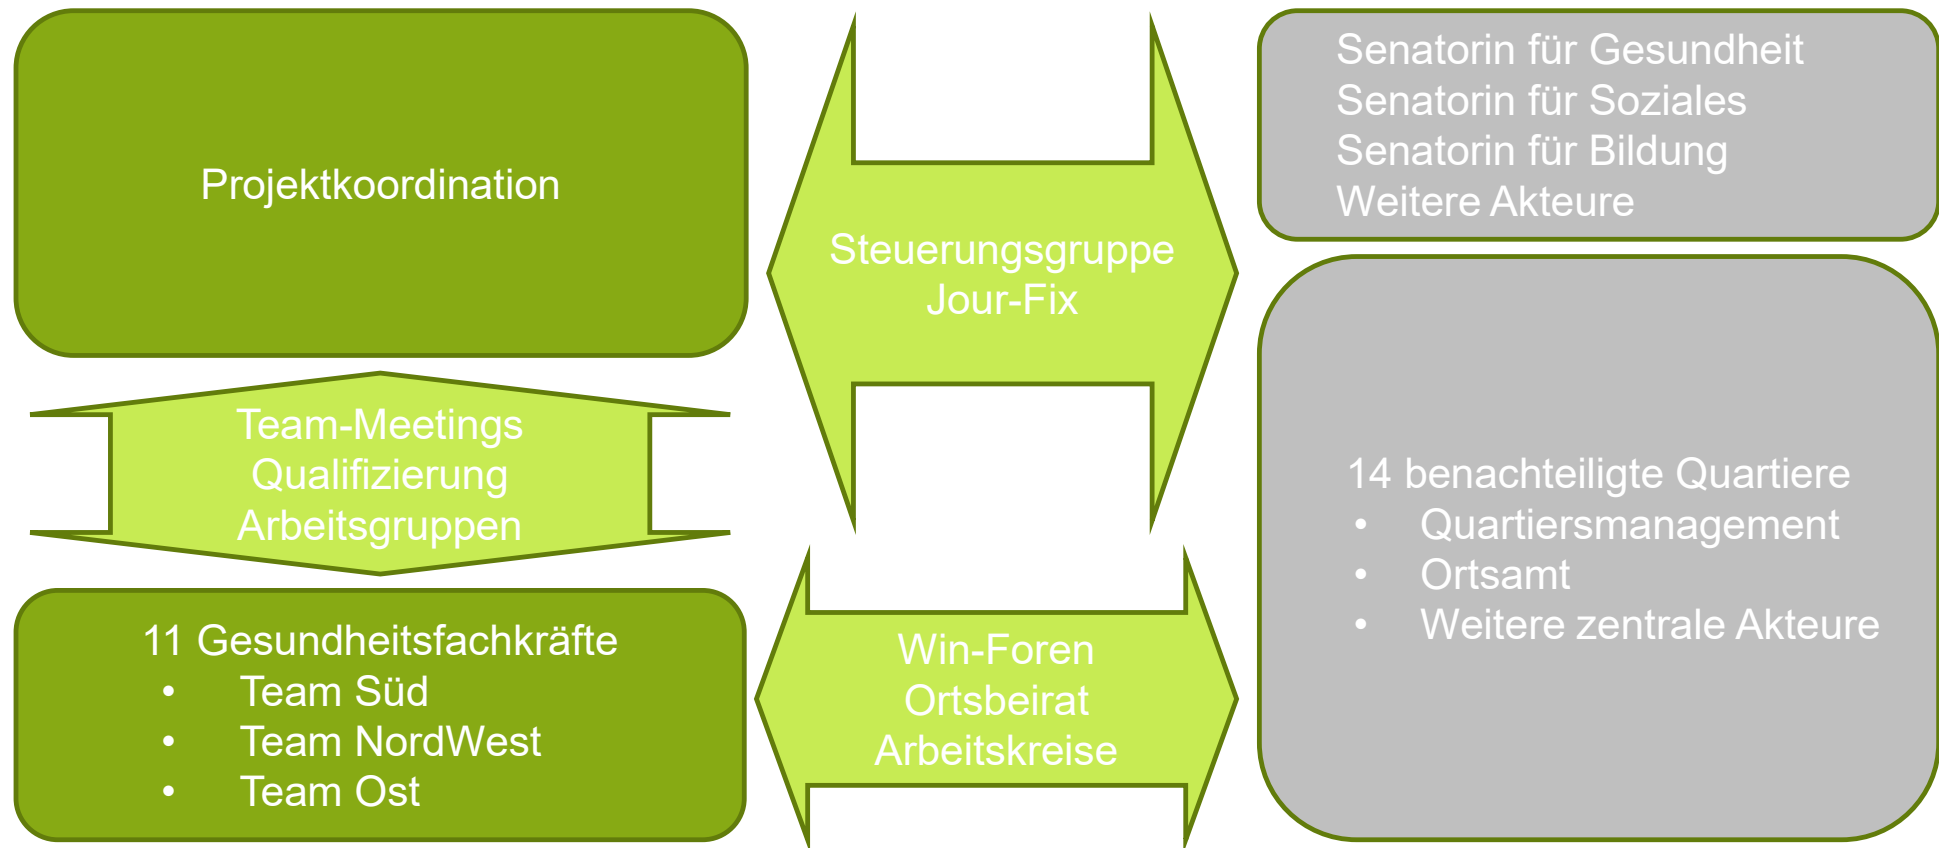 Projektkoordination
Steuerungsgruppe
Jour-Fix
Senatorin für Gesundheit
Senatorin für Soziales
Senatorin für Bildung
Weitere Akteure
Team-Meetings
Qualifizierung
Arbeitsgruppen
11 Gesundheitsfachkräfte
• Team Süd
• Team NordWest
• Team Ost
Win-Foren
Ortsbeirat
Arbeitskreise
14 benachteiligte Quartiere
• Quartiersmanagement
• Ortsamt
• Weitere zentrale Akteure